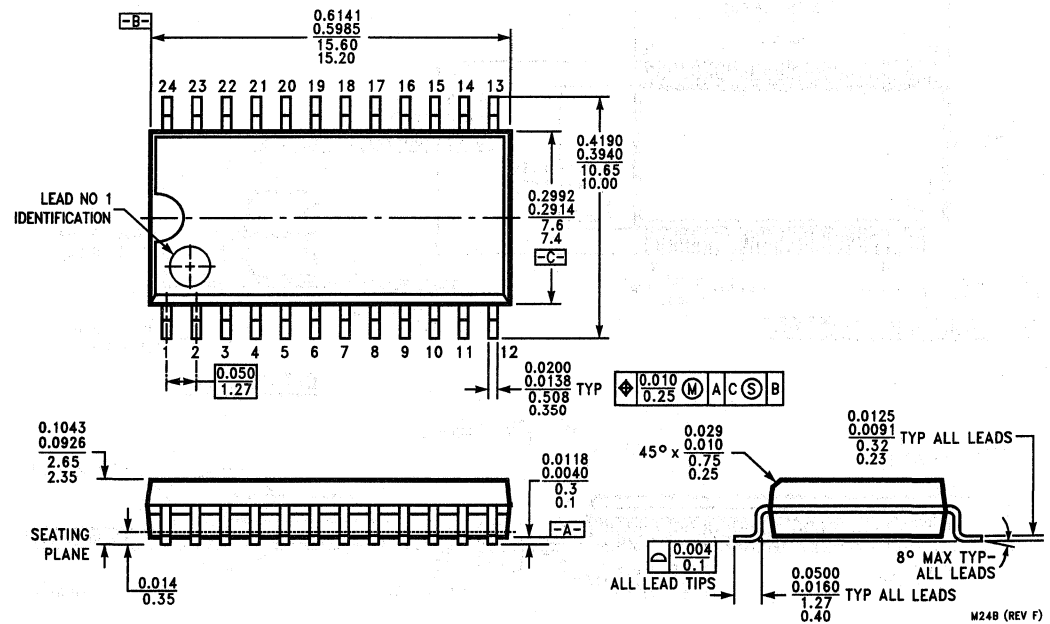 -B-
0.6141
0.5985
15.60
15.20
24 23 22 21 20 19 18 17 16 15 14 13
0.4190
0.3940
10.65
10.00
0.2992
0.2914
7.6
7.4
-C-
LEAD NO 1
IDENTIFICATION
1 2 3 4 5 6 7 8 9 10 11 12
0.050
1.27
0.0200
0.0138
0.508
0.350
TYP
0.010
0.25
M A C S B
0.1043
0.0926
2.65
2.35
0.0118
0.0040
0.3
0.1
-A-
SEATING
PLANE
0.014
0.35
45° x
0.029
0.010
0.75
0.25
0.0125
0.0091
0.32
0.23
TYP ALL LEADS
0.004
0.1
ALL LEAD TIPS
8° MAX TYP-
ALL LEADS
0.0500
0.0160
1.27
0.40
TYP ALL LEADS
M24B (REV F)